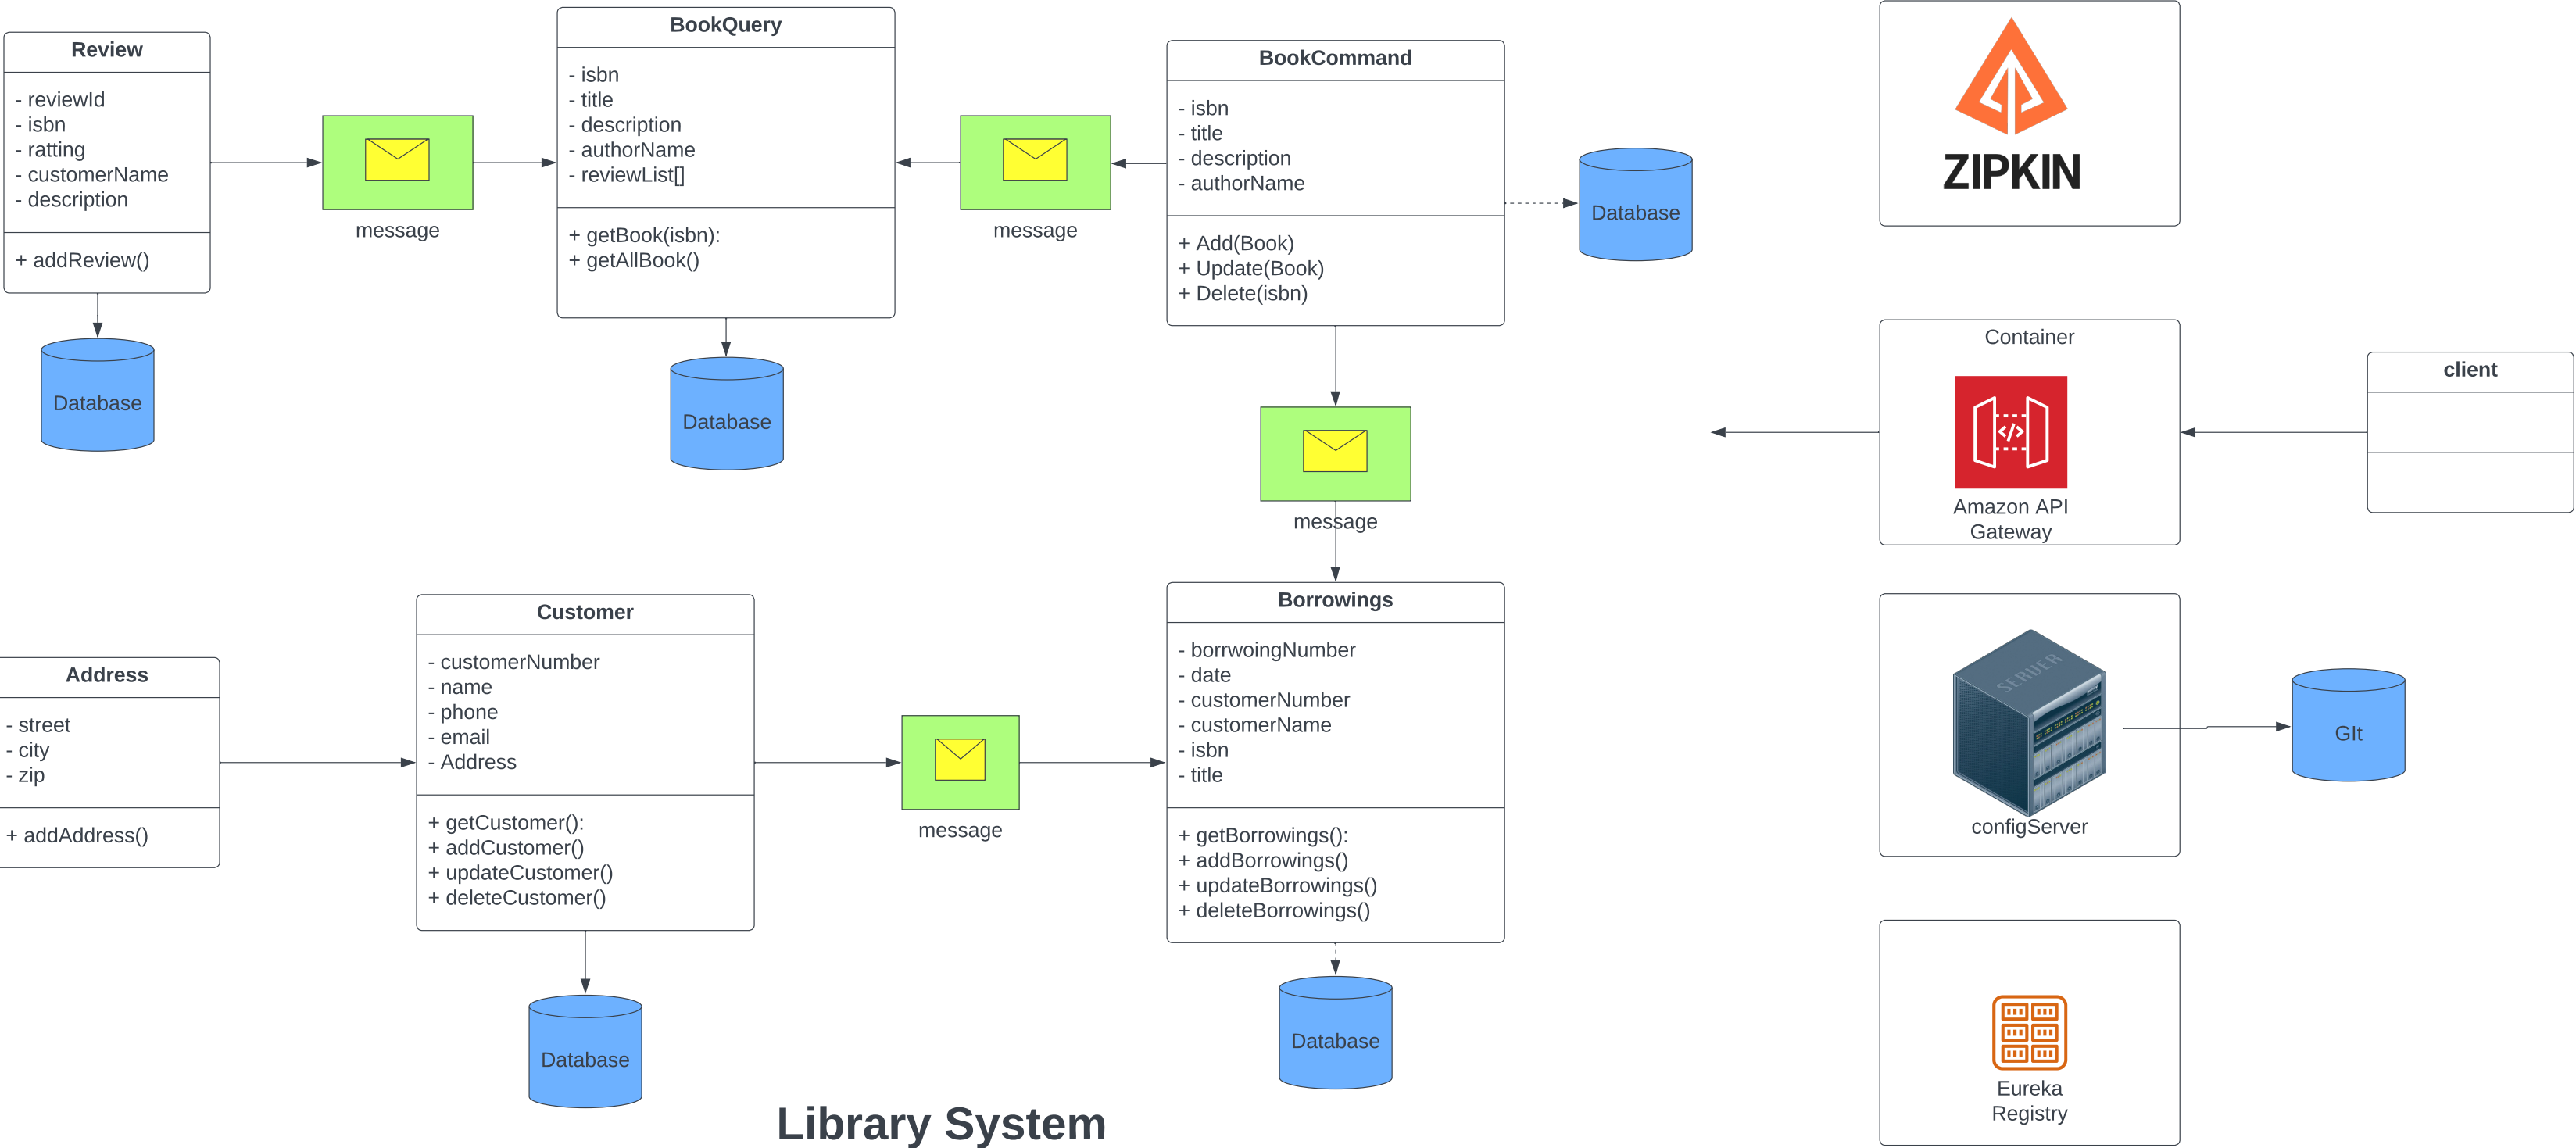 Review
- reviewId
- isbn
- ratting
- customerName
- description
+ addReview()
Database
message
BookQuery
- isbn
- title
- description
- authorName
- reviewList[]
+ getBook(isbn):
+ getAllBook()
Database
message
BookCommand
- isbn
- title
- description
- authorName
+ Add(Book)
+ Update(Book)
+ Delete(isbn)
Database
message
ZIPKIN
Container
Amazon API
Gateway
client
Address
- street
- city
- zip
+ addAddress()
Customer
- customerNumber
- name
- phone
- email
- Address
+ getCustomer():
+ addCustomer()
+ updateCustomer()
+ deleteCustomer()
Database
message
Borrowings
- borrwoingNumber
- date
- customerNumber
- customerName
- isbn
- title
+ getBorrowings():
+ addBorrowings()
+ updateBorrowings()
+ deleteBorrowings()
Database
SERVER
configServer
GIt
Eureka
Registry
Library System